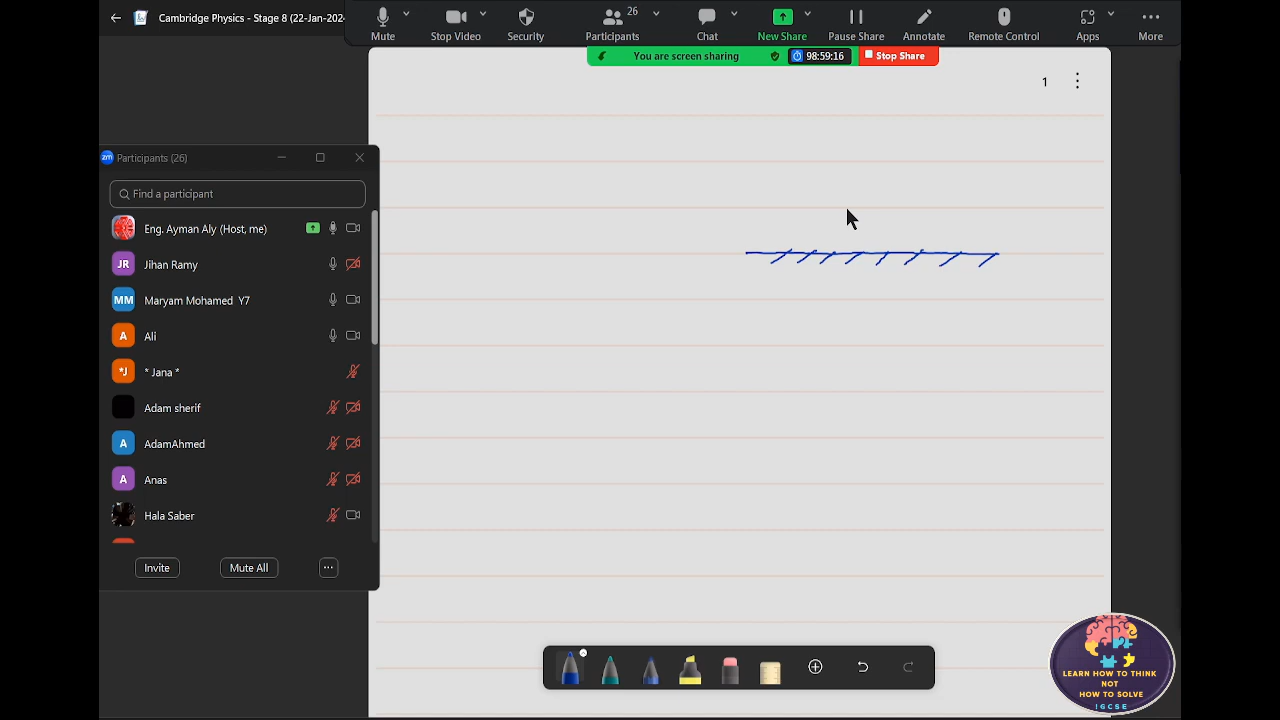 Cambridge Physics - Stage 8 (22-Jan-202
Mute
Stop Video
Security
26
Participants
Chat
New Share
Pause Share
Annotate
Remote Control
Apps
More
You are screen sharing
98:59:16
Stop Share
1
zm Participants (26)
Find a participant
Eng. Ayman Aly (Host, me)
JR Jihan Ramy
MM Maryam Mohamed Y7
A Ali
*J * Jana *
Adam sherif
A AdamAhmed
A Anas
Hala Saber
Invite
Mute All
LEARN HOW TO THINK
NOT
HOW TO SOLVE
IGCSE